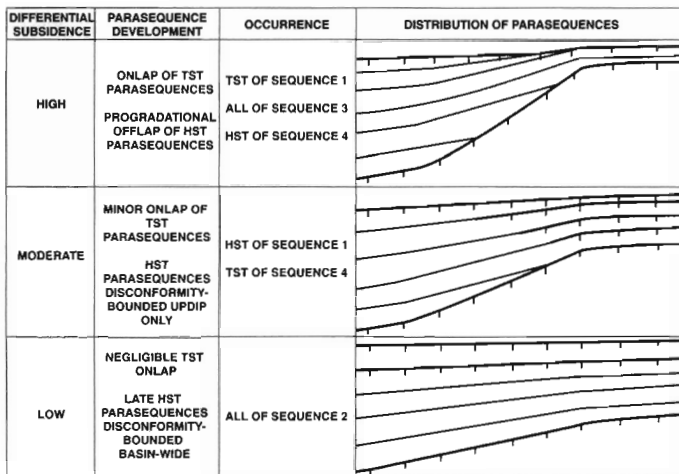 DIFFERENTIAL
SUBSIDENCE
PARASEQUENCE
DEVELOPMENT
OCCURRENCE
DISTRIBUTION OF PARASEQUENCES
HIGH
ONLAP OF TST
PARASEQUENCES
PROGRADATIONAL
OFFLAP OF HST
PARASEQUENCES
TST OF SEQUENCE 1
ALL OF SEQUENCE 3
HST OF SEQUENCE 4
MODERATE
MINOR ONLAP OF
TST
PARASEQUENCES
HST
PARASEQUENCES
DISCONFORMITY-
BOUNDED UPDIP
ONLY
HST OF SEQUENCE 1
TST OF SEQUENCE 4
LOW
NEGLIGIBLE TST
ONLAP
LATE HST
PARASEQUENCES
DISCONFORMITY-
BOUNDED
BASIN-WIDE
ALL OF SEQUENCE 2